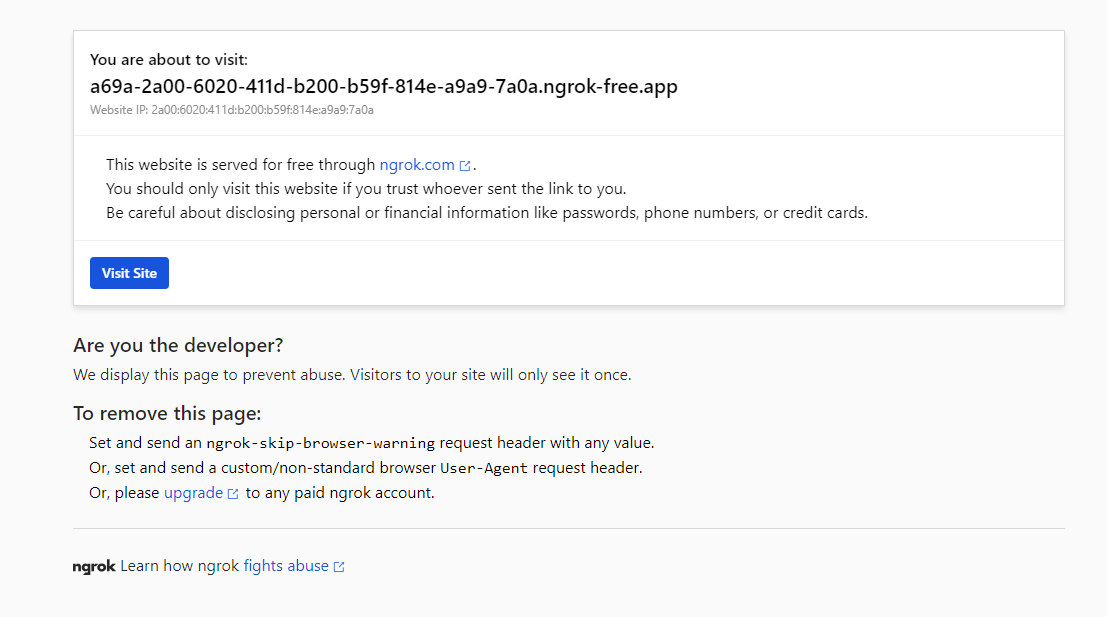 You are about to visit:
a69a-2a00-6020-411d-b200-b59f-814e-a9a9-7a0a.ngrok-free.app
Website IP: 2a00:6020:411d:b200:b59f:814e:a9a9:7a0a
This website is served for free through ngrok.com.
You should only visit this website if you trust whoever sent the link to you.
Be careful about disclosing personal or financial information like passwords, phone numbers, or credit cards.
Visit Site
Are you the developer?
We display this page to prevent abuse. Visitors to your site will only see it once.
To remove this page:
Set and send an ngrok-skip-browser-warning request header with any value.
Or, set and send a custom/non-standard browser User-Agent request header.
Or, please upgrade to any paid ngrok account.
ngrok Learn how ngrok fights abuse